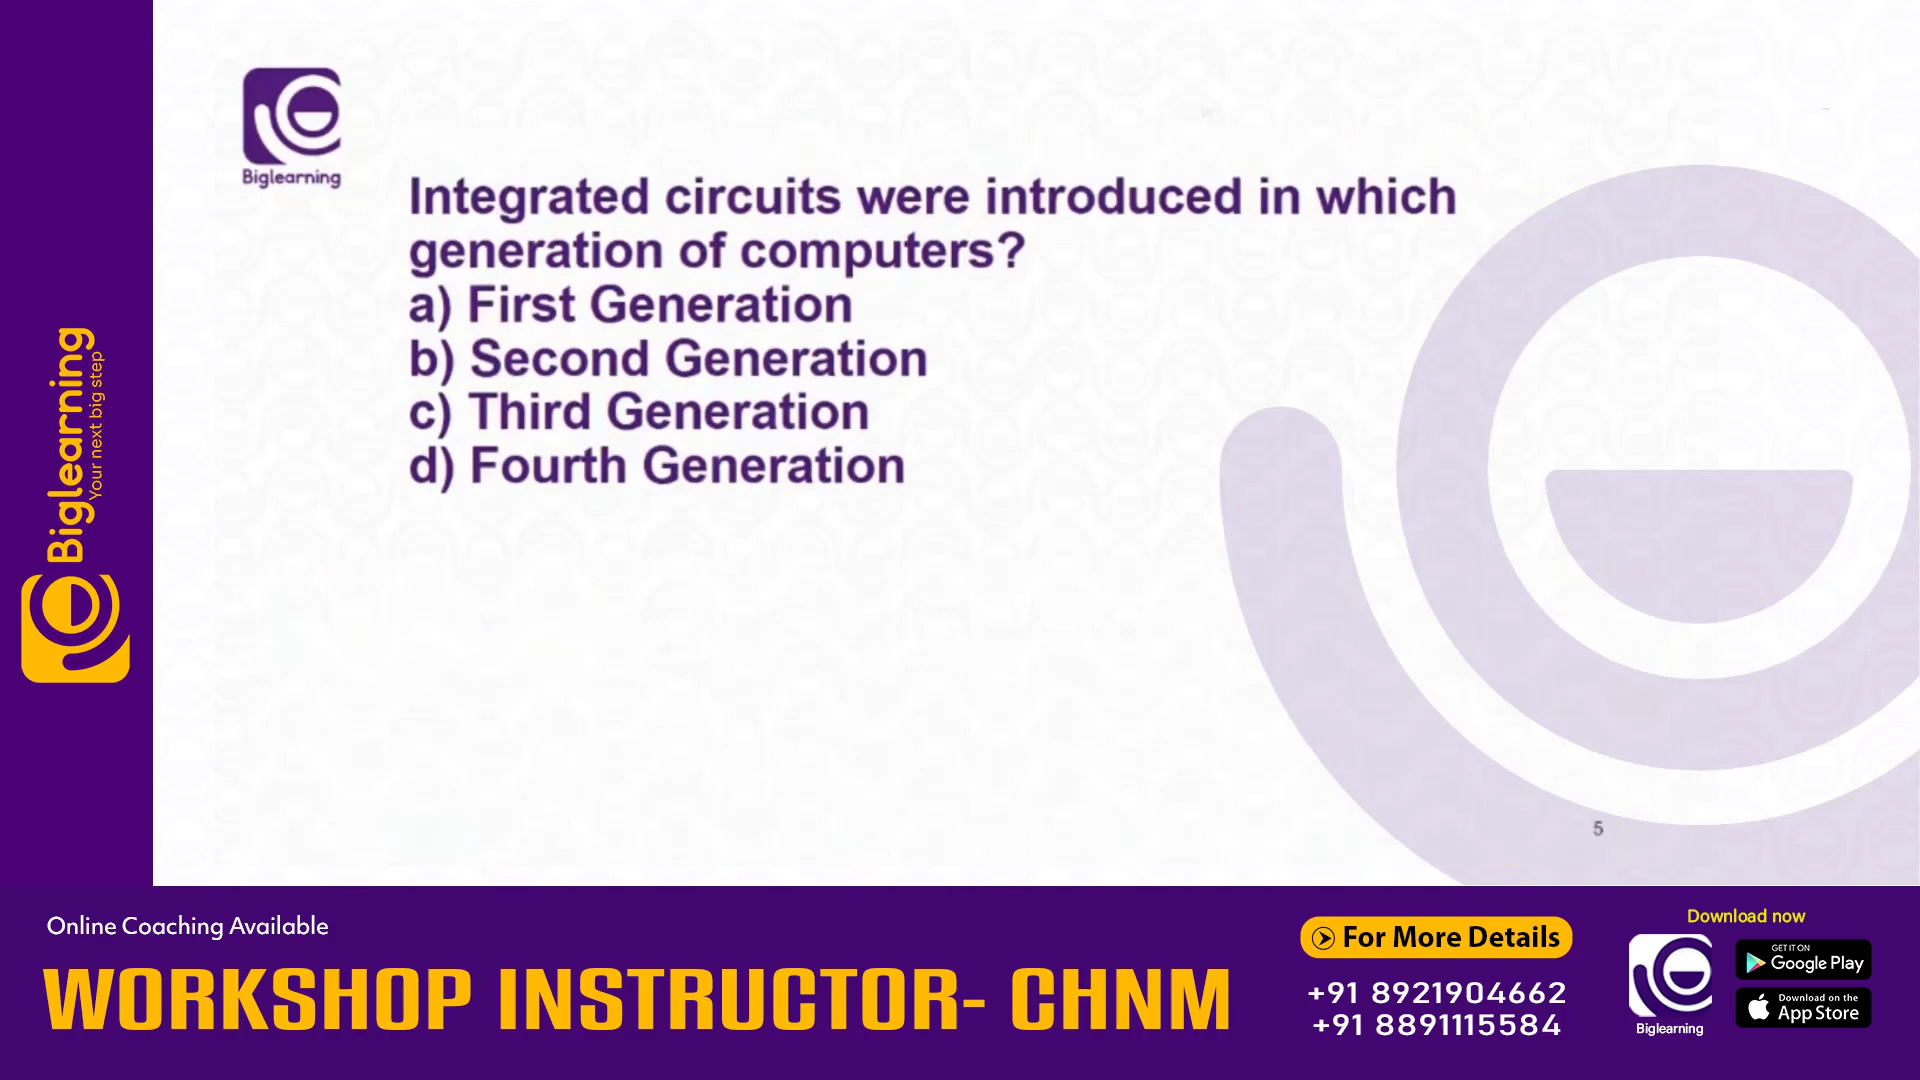 Biglearning
Integrated circuits were introduced in which
generation of computers?
a) First Generation
b) Second Generation
c) Third Generation
d) Fourth Generation
Biglearning
Your next big step
5
Online Coaching Available
WORKSHOP INSTRUCTOR- CHNM
For More Details
+91 8921904662
+91 8891115584
Download now
Biglearning
GET IT ON
Google Play
Download on the
App Store